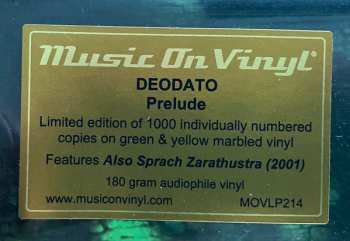 Music On Vinyl®
DEODATO
Prelude
Limited edition of 1000 individually numbered
copies on green & yellow marbled vinyl
Features Also Sprach Zarathustra (2001)
180 gram audiophile vinyl
www.musiconvinyl.com MOVLP214